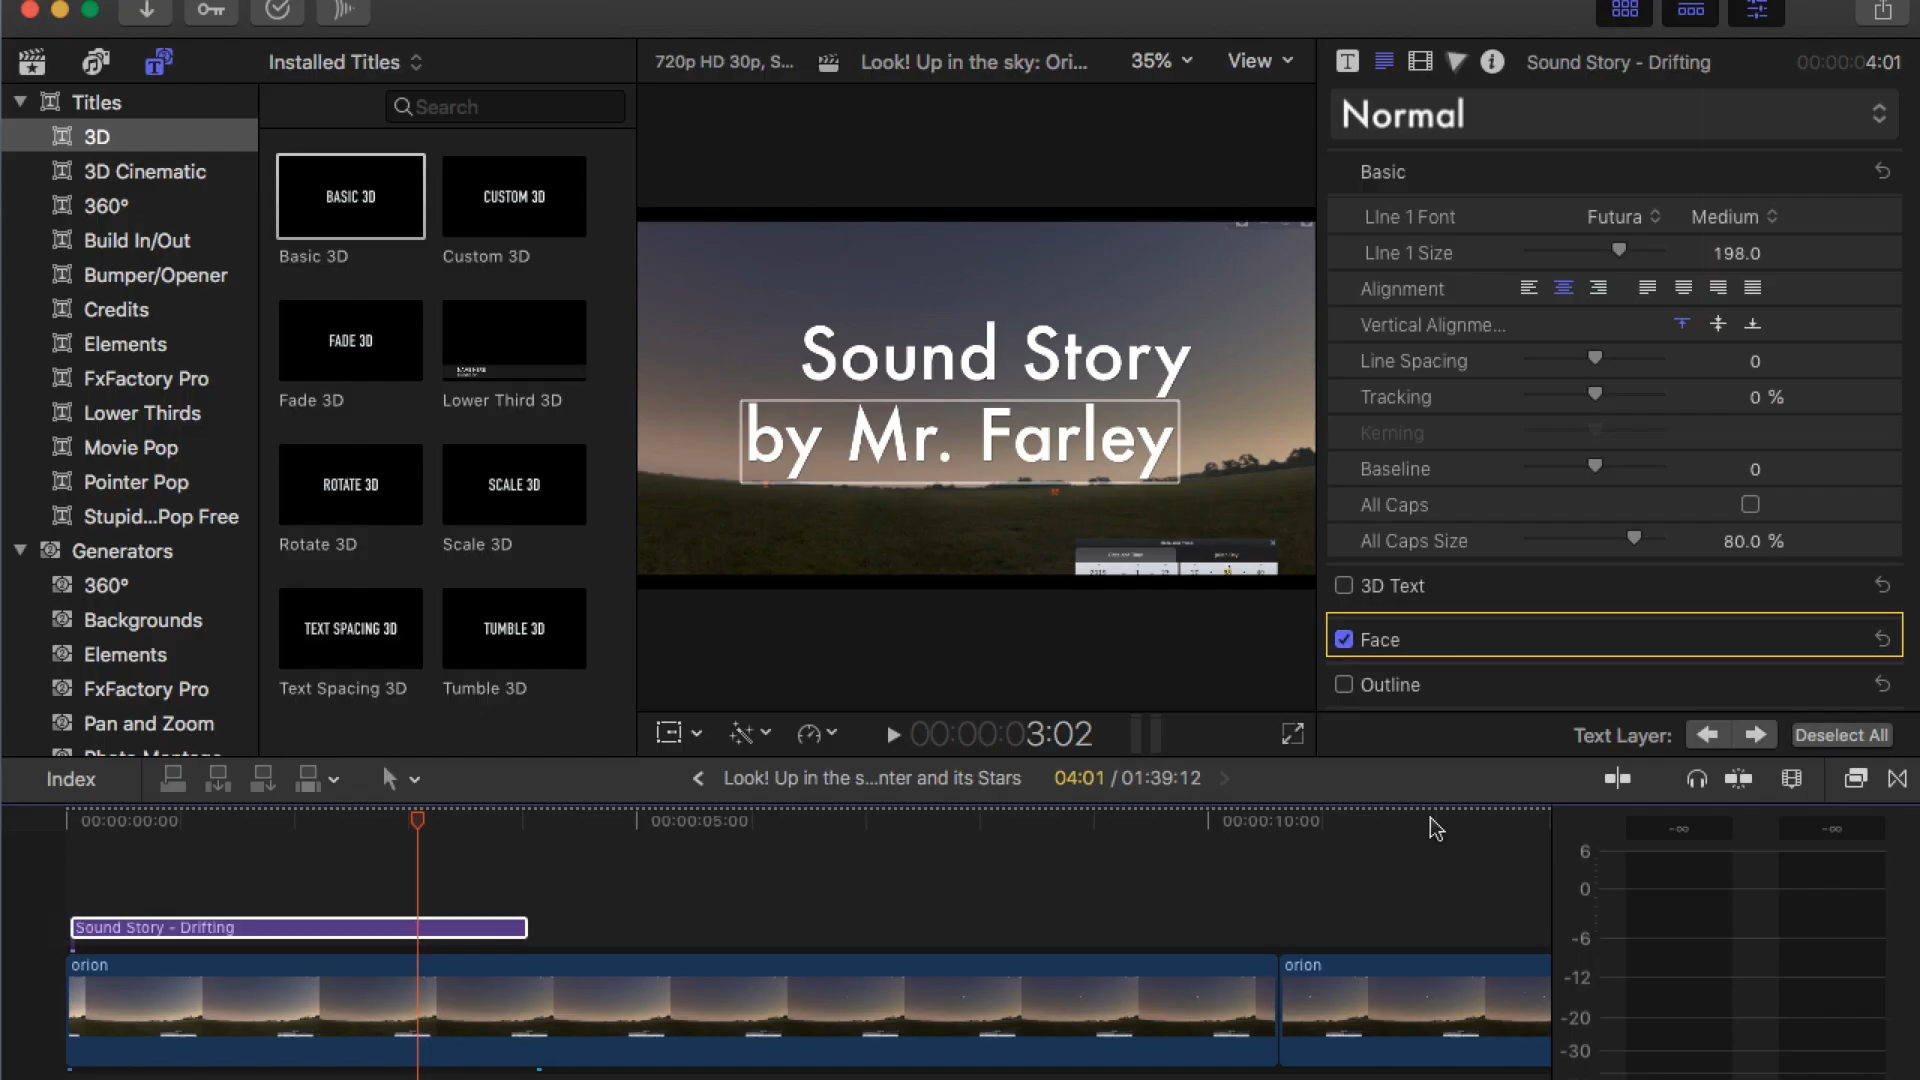 Installed Titles
720p HD 30p, S...
Look! Up in the sky: Ori...
35%
View
Sound Story - Drifting
00:00:04:01
Titles
3D
3D Cinematic
360°
Build In/Out
Bumper/Opener
Credits
Elements
FxFactory Pro
Lower Thirds
Movie Pop
Pointer Pop
Stupid...Pop Free
Generators
360°
Backgrounds
Elements
FxFactory Pro
Pan and Zoom
Search
BASIC 3D
CUSTOM 3D
Basic 3D
Custom 3D
FADE 3D
NAME HERE
Fade 3D
Lower Third 3D
ROTATE 3D
SCALE 3D
Rotate 3D
Scale 3D
TEXT SPACING 3D
TUMBLE 3D
Text Spacing 3D
Tumble 3D
Sound Story
by Mr. Farley
00:00:03:02
Normal
Basic
LIne 1 Font
Futura
Medium
LIne 1 Size
198.0
Alignment
Vertical Alignme...
Line Spacing
0
Tracking
0 %
Kerning
Baseline
0
All Caps
All Caps Size
80.0 %
3D Text
Face
Outline
Text Layer:
Deselect All
Index
Look! Up in the s...nter and its Stars
04:01 / 01:39:12
00:00:00:00
00:00:05:00
00:00:10:00
Sound Story - Drifting
orion
orion
-∞
-∞
6
0
-6
-12
-20
-30